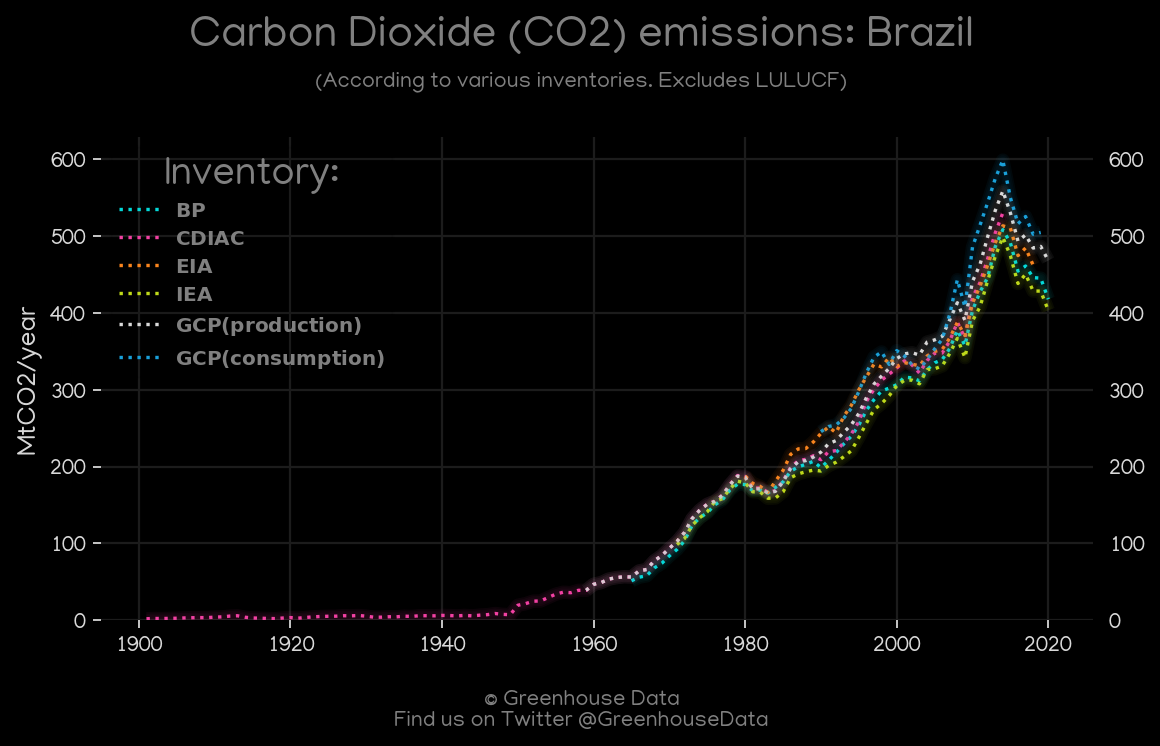 Carbon Dioxide (CO2) emissions: Brazil
(According to various inventories. Excludes LULUCF)
Inventory:
BP
CDIAC
EIA
IEA
GCP(production)
GCP(consumption)
MtCO2/year
600
500
400
300
200
100
0
600
500
400
300
200
100
0
1900 1920 1940 1960 1980 2000 2020
© Greenhouse Data
Find us on Twitter @GreenhouseData